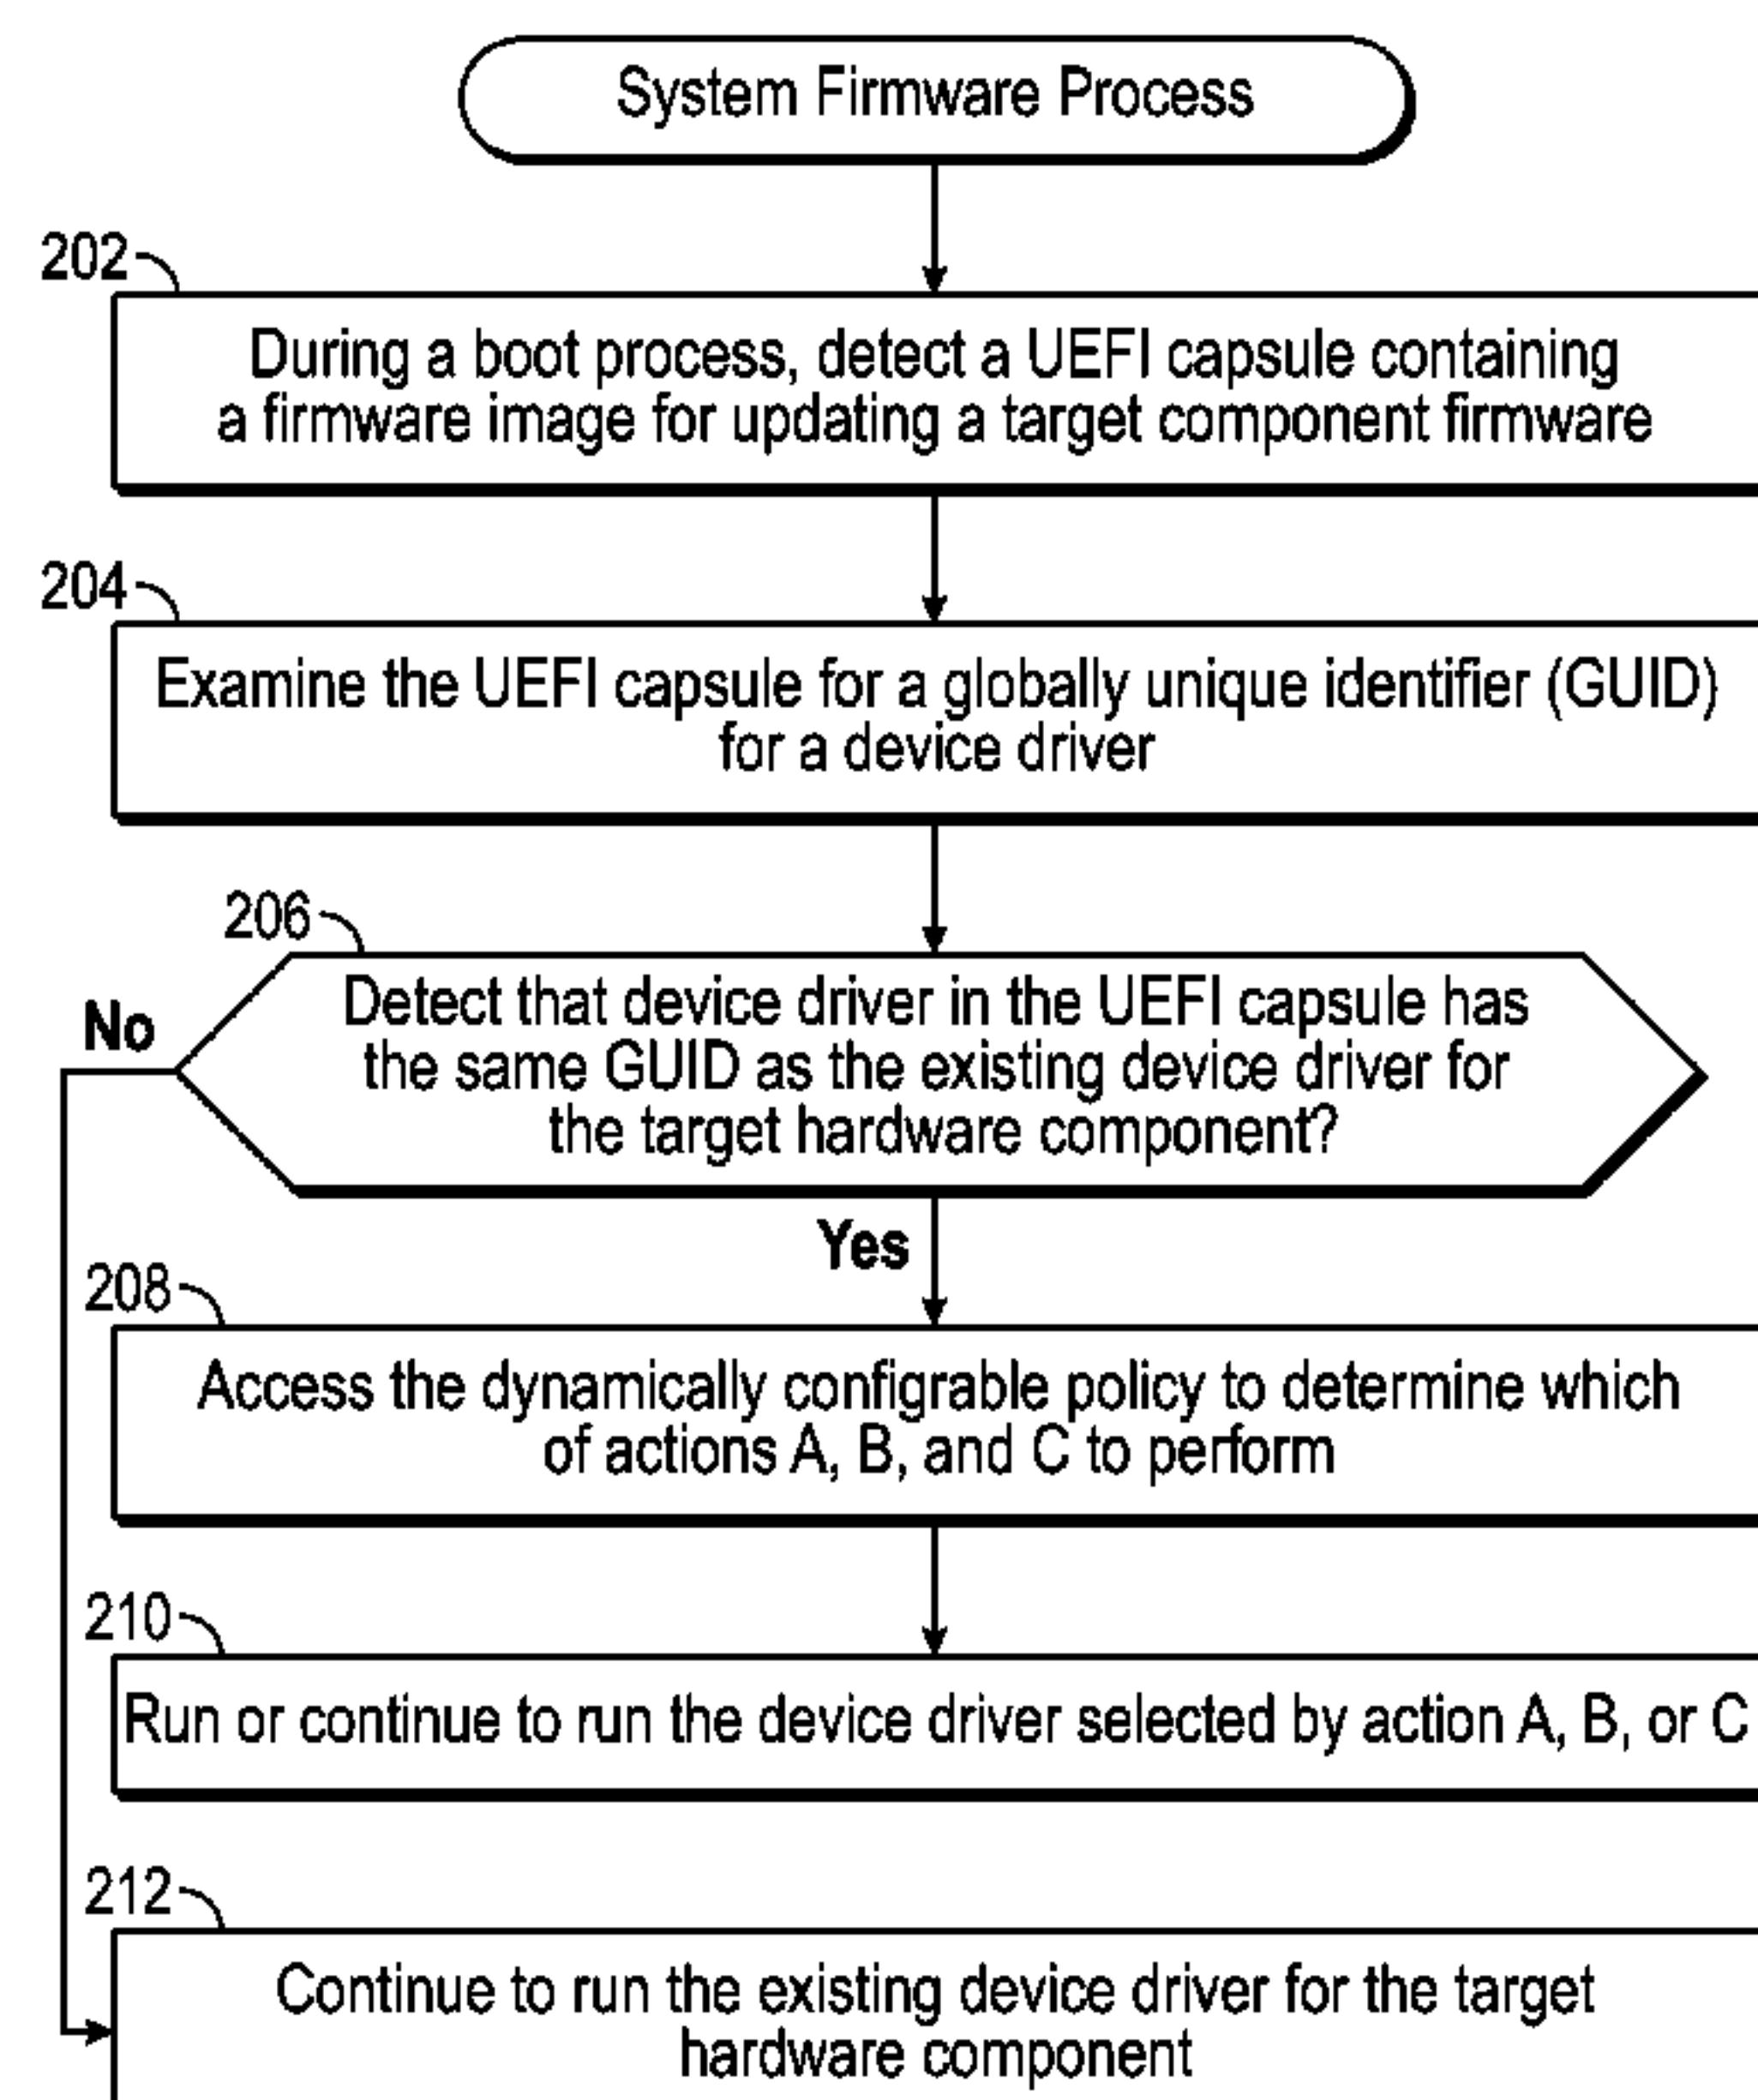 System Firmware Process
202
During a boot process, detect a UEFI capsule containing
a firmware image for updating a target component firmware
204
Examine the UEFI capsule for a globally unique identifier (GUID)
for a device driver
206
No
Detect that device driver in the UEFI capsule has
the same GUID as the existing device driver for
the target hardware component?
Yes
208
Access the dynamically configrable policy to determine which
of actions A, B, and C to perform
210
Run or continue to run the device driver selected by action A, B, or C
212
Continue to run the existing device driver for the target
hardware component